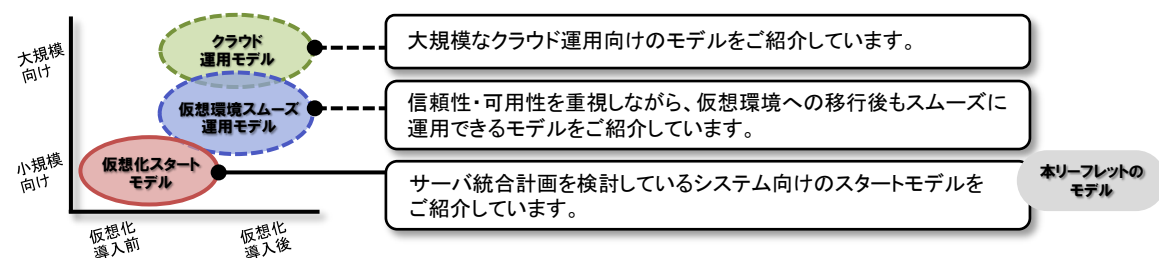 大規模
向け
クラウド
運用モデル
大規模なクラウド運用向けのモデルをご紹介しています。
仮想環境スムーズ
運用モデル
信頼性・可用性を重視しながら、仮想環境への移行後もスムーズに
運用できるモデルをご紹介しています。
小規模
向け
仮想化スタート
モデル
サーバ統合計画を検討しているシステム向けのスタートモデルを
ご紹介しています。
本リーフレットの
モデル
仮想化
導入前
仮想化
導入後